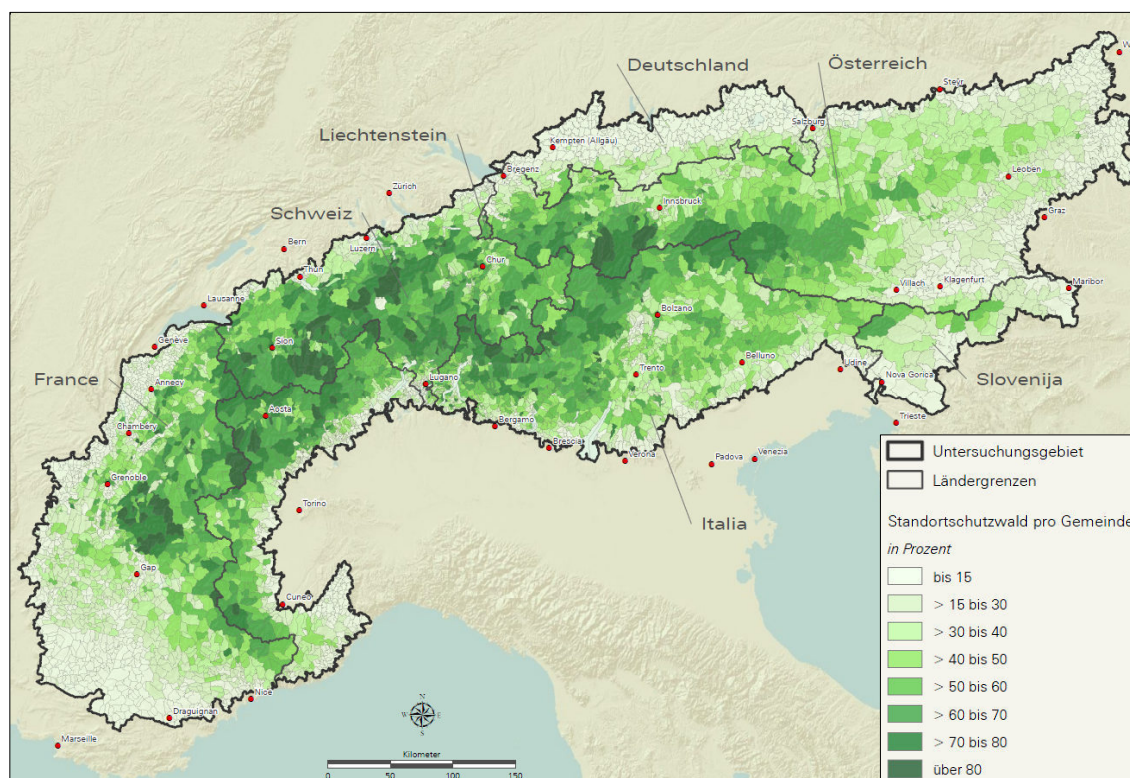 Deutschland
Österreich
W
Steyr
Salzburg
Kempten (Allgäu)
Liechtenstein
Bregenz
Leoben
Zürich
Innsbruck
Schweiz
Graz
Bern
Luzern
Chur
Thun
Villach
Klagenfurt
Maribor
Lausanne
Bolzano
Genève
Sion
Belluno
Udine
Trento
Nova Gorica
Slovenija
France
Annecy
Lugano
Aosta
Trieste
Chambéry
Bergamo
Brescia
Verona
Padova
Venezia
Grenoble
Torino
Italia
Gap
Cuneo
Nice
Draguignan
Marseille
N
W E
S
Kilometer
0 50 100 150
Untersuchungsgebiet
Ländergrenzen
Standortschutzwald pro Gemeinde
in Prozent
bis 15
> 15 bis 30
> 30 bis 40
> 40 bis 50
> 50 bis 60
> 60 bis 70
> 70 bis 80
über 80